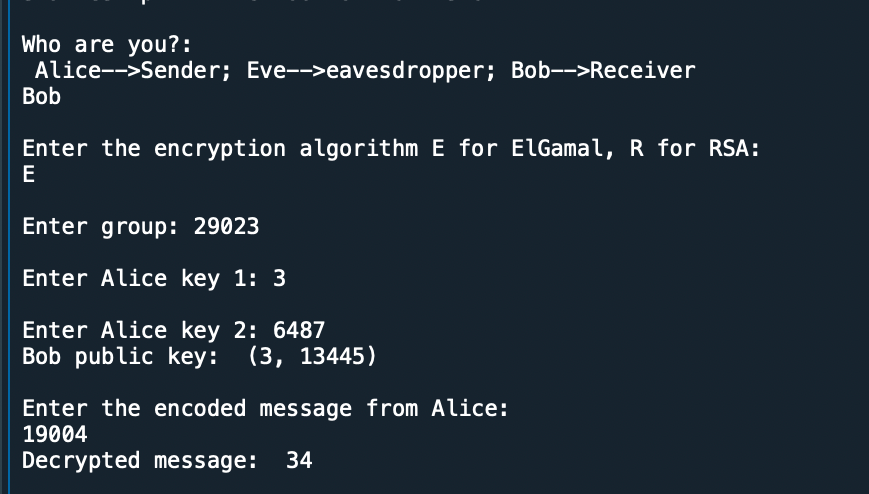 Who are you?:
Alice-->Sender; Eve-->eavesdropper; Bob-->Receiver
Bob
Enter the encryption algorithm E for ElGamal, R for RSA:
E
Enter group: 29023
Enter Alice key 1: 3
Enter Alice key 2: 6487
Bob public key:  (3, 13445)
Enter the encoded message from Alice:
19004
Decrypted message:  34